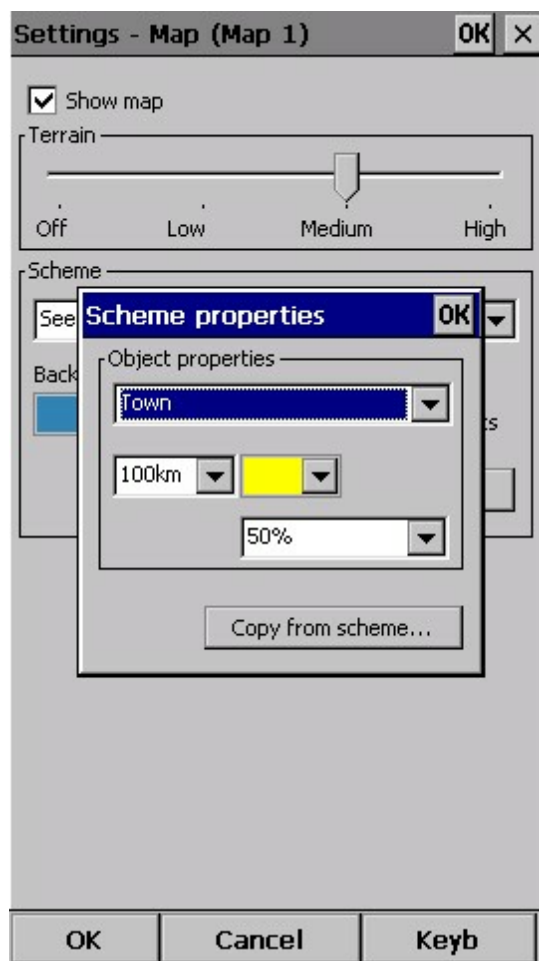 Settings - Map (Map 1) OK
Show map
Terrain
Off Low Medium High
Scheme
See
Scheme properties OK
Back
Object properties
Town
100km
50%
Copy from scheme...
OK Cancel Keyb